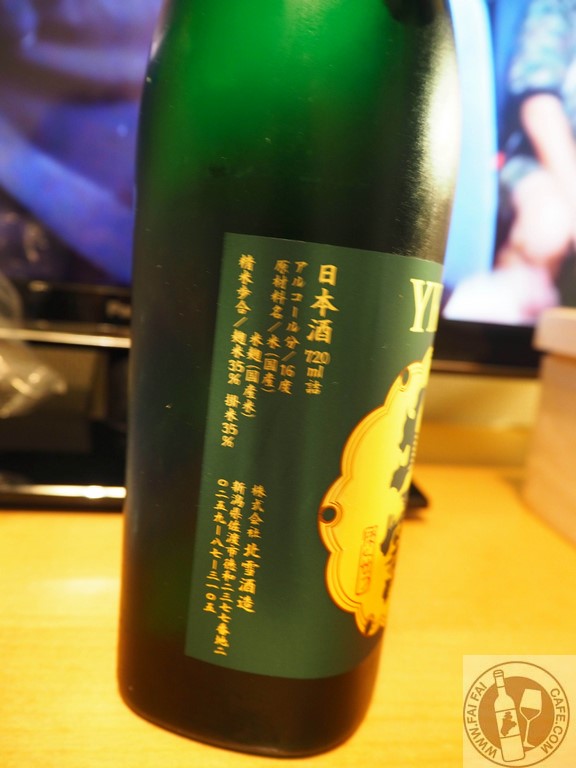 日本酒 720ml詰
アルコール分/16度
原材料名/米(国産)
米麹(国産米)
精米歩合/麹米35% 掛米35%
株式会社 北雪酒造
新潟県佐渡市徳和二三七七番地二
〇二五九-八七-三一〇五
WWW.FAI FAI CAFE.COM